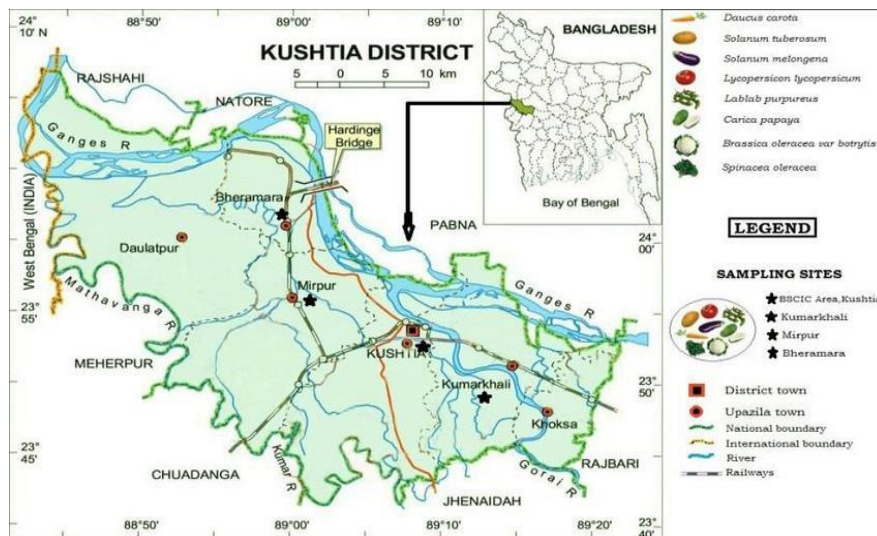 88°50'
89°00'
89°10'
24°
10' N
KUSHTIA DISTRICT
5 0 5 10 km
RAJSHAHI
NATORE
Ganges R
Hardinge
Bridge
Bheramara
West Bengal (INDIA)
Daulatpur
PABNA
BANGLADESH
Bay of Bengal
24°
00'
Mathavanga R
23°
55'
Mirpur
Ganges R
MEHERPUR
KUSHTIA
Kumarkhali
23°
50'
Khoksa
23°
45'
CHUADANGA
Kumar R
JHENAIDAH
Gorai R
RAJBARI
88°50'
89°00'
89°10'
89°20'
23°
40'
Daucus carota
Solanum tuberosum
Solanum melongena
Lycopersicon lycopersicum
Lablab purpureus
Carica papaya
Brassica oleracea var botrytis
Spinacea oleracea
LEGEND
SAMPLING SITES
BSCIC Area,Kushtia
Kumarkhali
Mirpur
Bheramara
District town
Upazila town
National boundary
International boundary
River
Railways